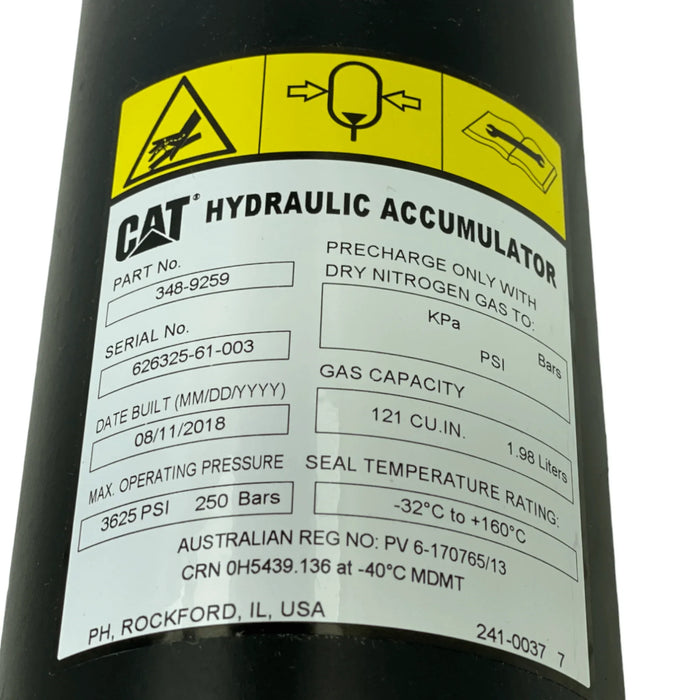 CAT® HYDRAULIC ACCUMULATOR
PART No.
348-9259
SERIAL No.
626325-61-003
DATE BUILT (MM/DD/YYYY)
08/11/2018
MAX. OPERATING PRESSURE
3625 PSI 250 Bars
PRECHARGE ONLY WITH
DRY NITROGEN GAS TO:
KPa
PSI Bars
GAS CAPACITY
121 CU.IN. 1.98 Liters
SEAL TEMPERATURE RATING:
-32°C to +160°C
AUSTRALIAN REG NO: PV 6-170765/13
CRN 0H5439.136 at -40°C MDMT
PH, ROCKFORD, IL, USA
241-0037 7